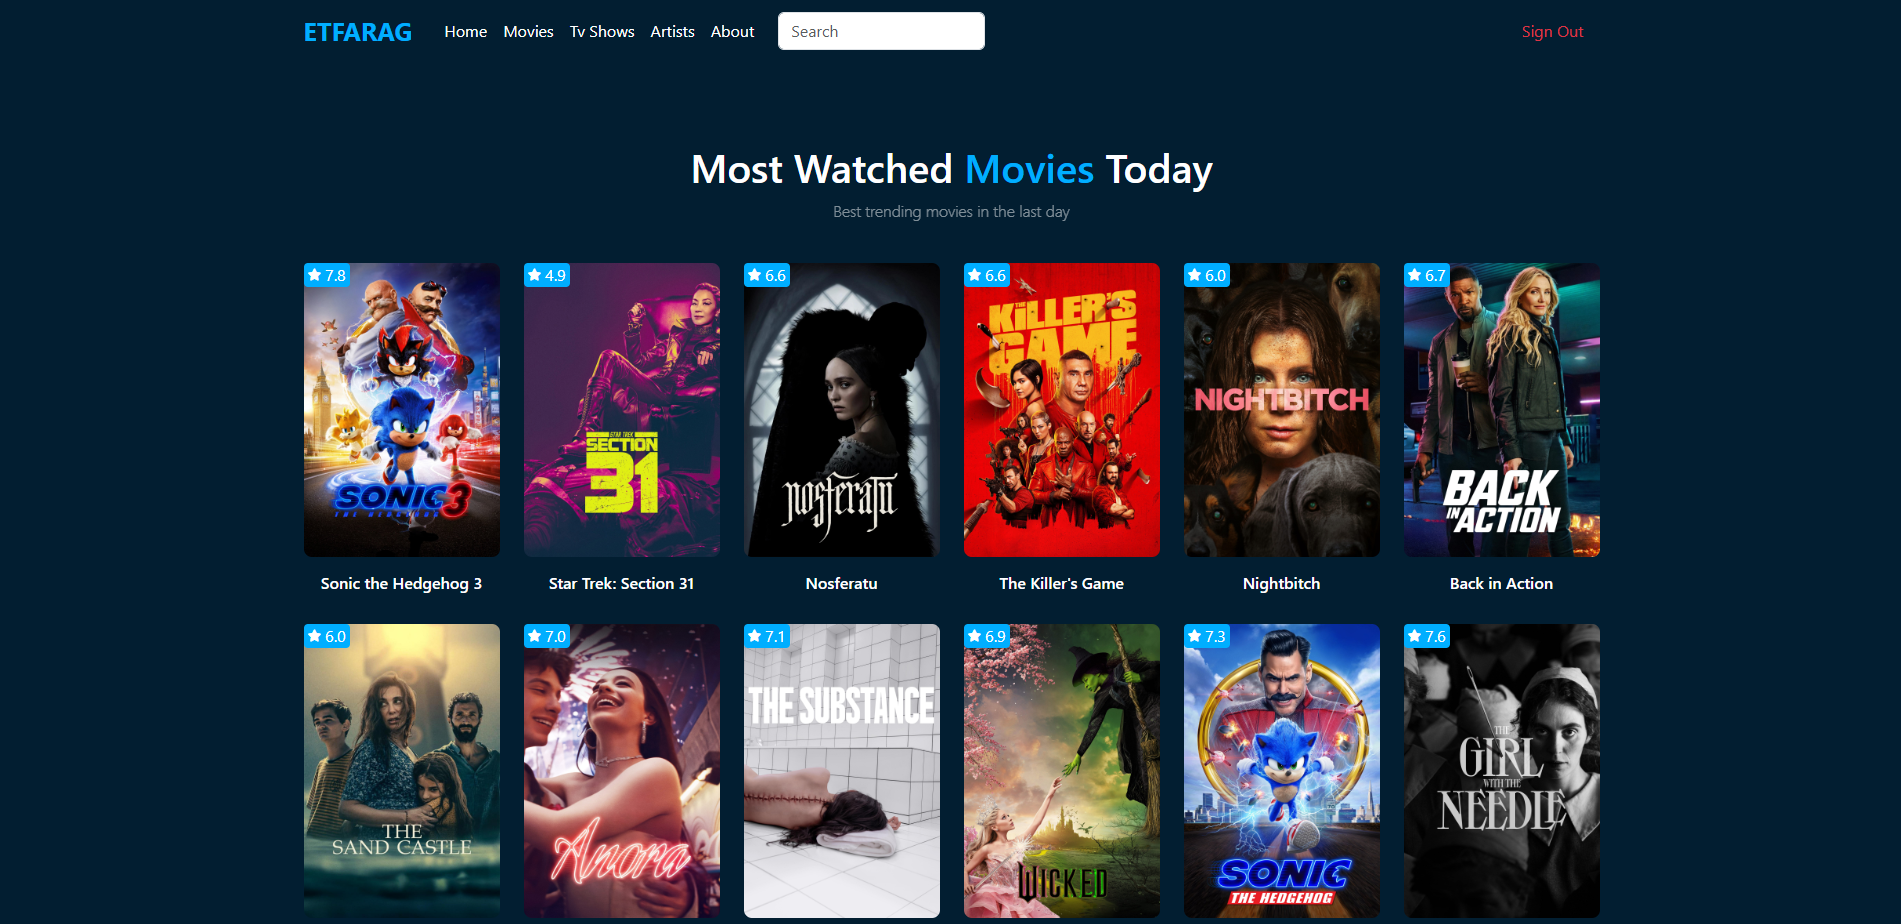 ETFARAG Home Movies Tv Shows Artists About Search Sign Out
Most Watched Movies Today
Best trending movies in the last day
7.8
4.9
6.6
6.6
6.0
6.7
SONIC 3
THE HEDGEHOG
STAR TREK
SECTION
31
nosferatu
THE
KILLER'S
GAME
NIGHTBITCH
BACK
IN ACTION
Sonic the Hedgehog 3
Star Trek: Section 31
Nosferatu
The Killer's Game
Nightbitch
Back in Action
6.0
7.0
7.1
6.9
7.3
7.6
THE
SAND CASTLE
Anora
THE SUBSTANCE
WICKED
SONIC
THE HEDGEHOG
THE
GIRL
WITH THE
NEEDLE